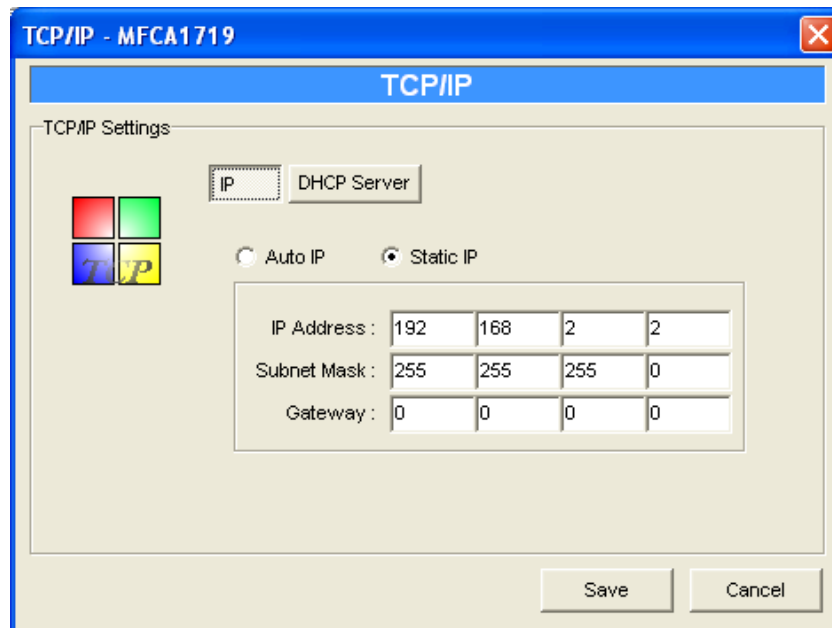 TCP/IP - MFCA1719
TCP/IP
TCP/IP Settings
IP DHCP Server
TCP
Auto IP Static IP
IP Address : 192 168 2 2
Subnet Mask : 255 255 255 0
Gateway : 0 0 0 0
Save Cancel